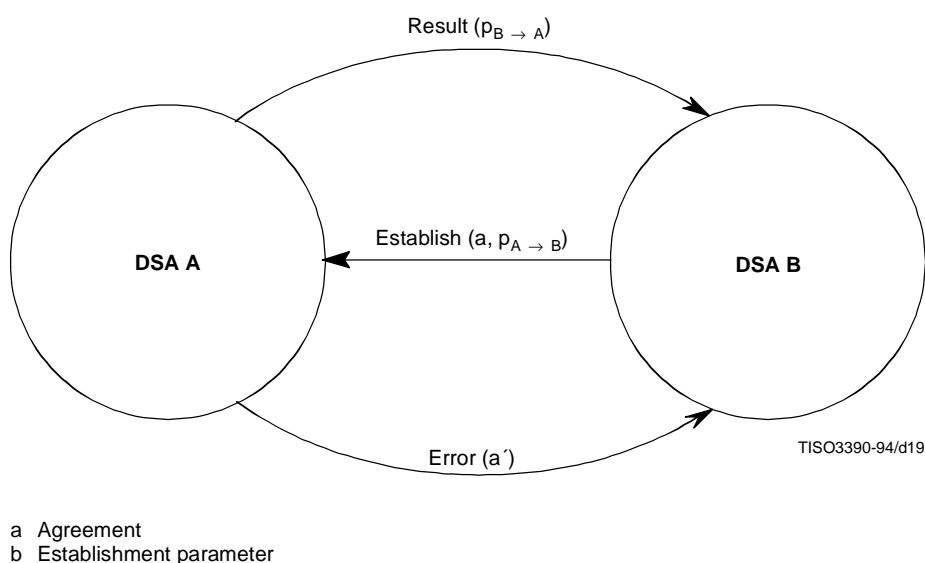 Result (pB → A)
Establish (a, pA → B)
DSA A
DSA B
Error (a´)
TISO3390-94/d19
a Agreement
b Establishment parameter